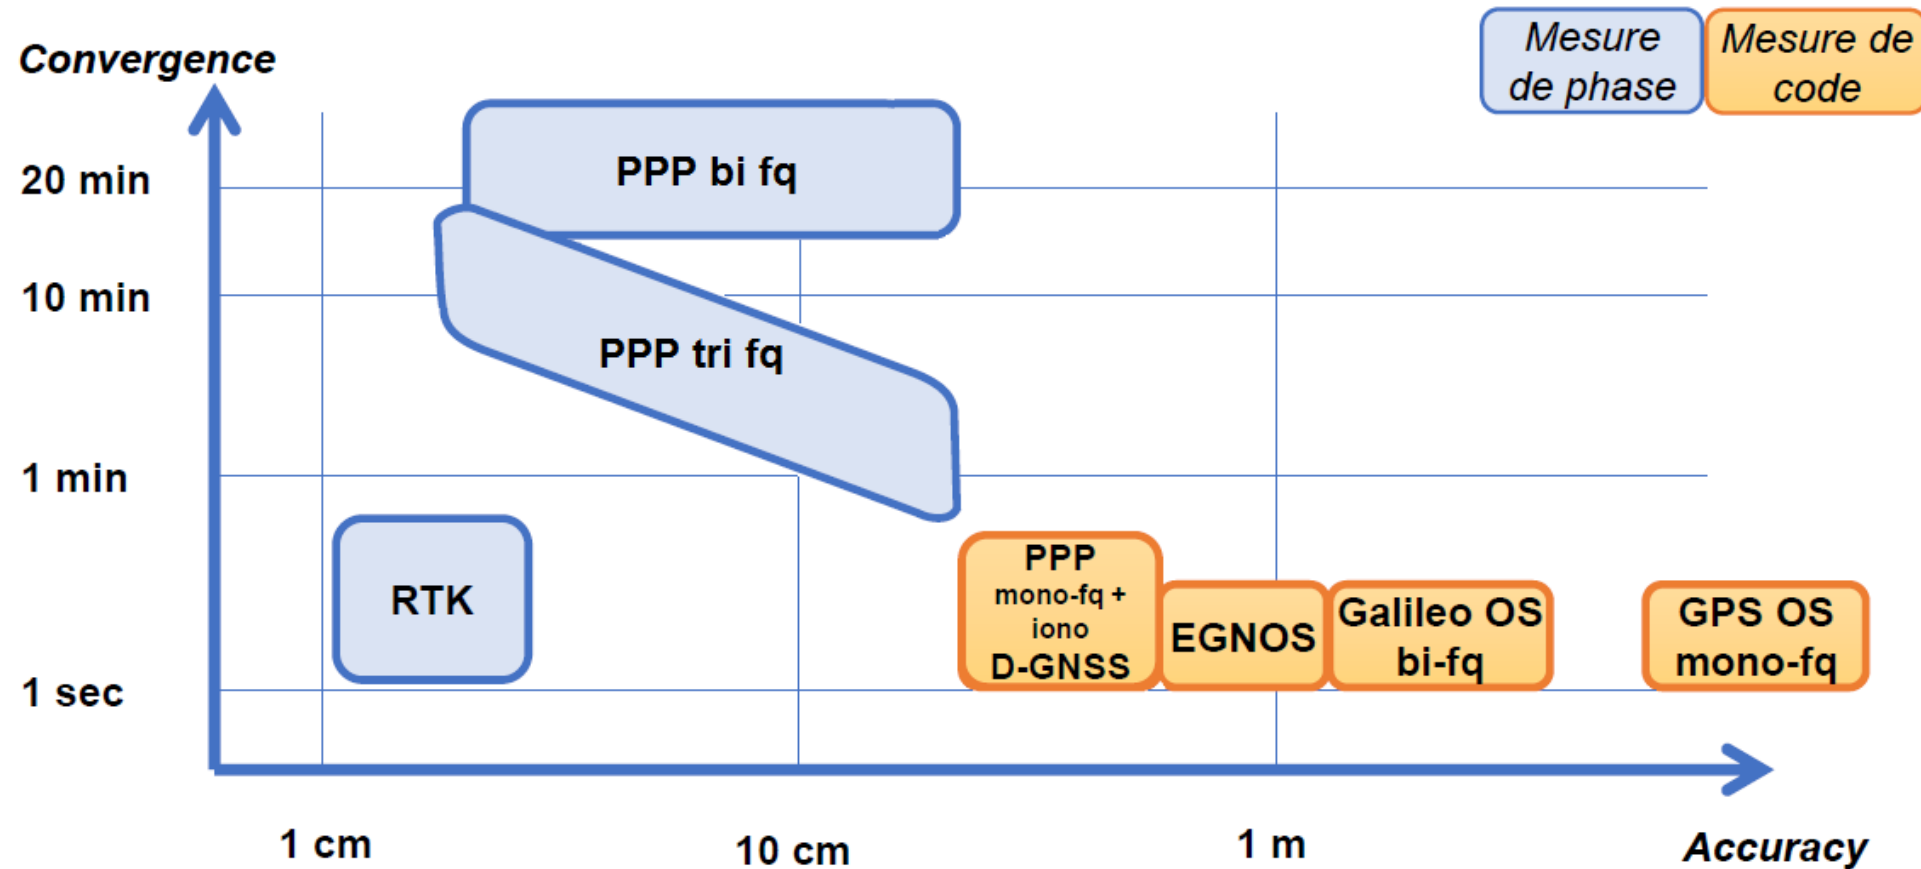 Convergence
Mesure
de phase
Mesure de
code
20 min
10 min
1 min
1 sec
PPP bi fq
PPP tri fq
RTK
PPP
mono-fq +
iono
D-GNSS
EGNOS
Galileo OS
bi-fq
GPS OS
mono-fq
1 cm
10 cm
1 m
Accuracy